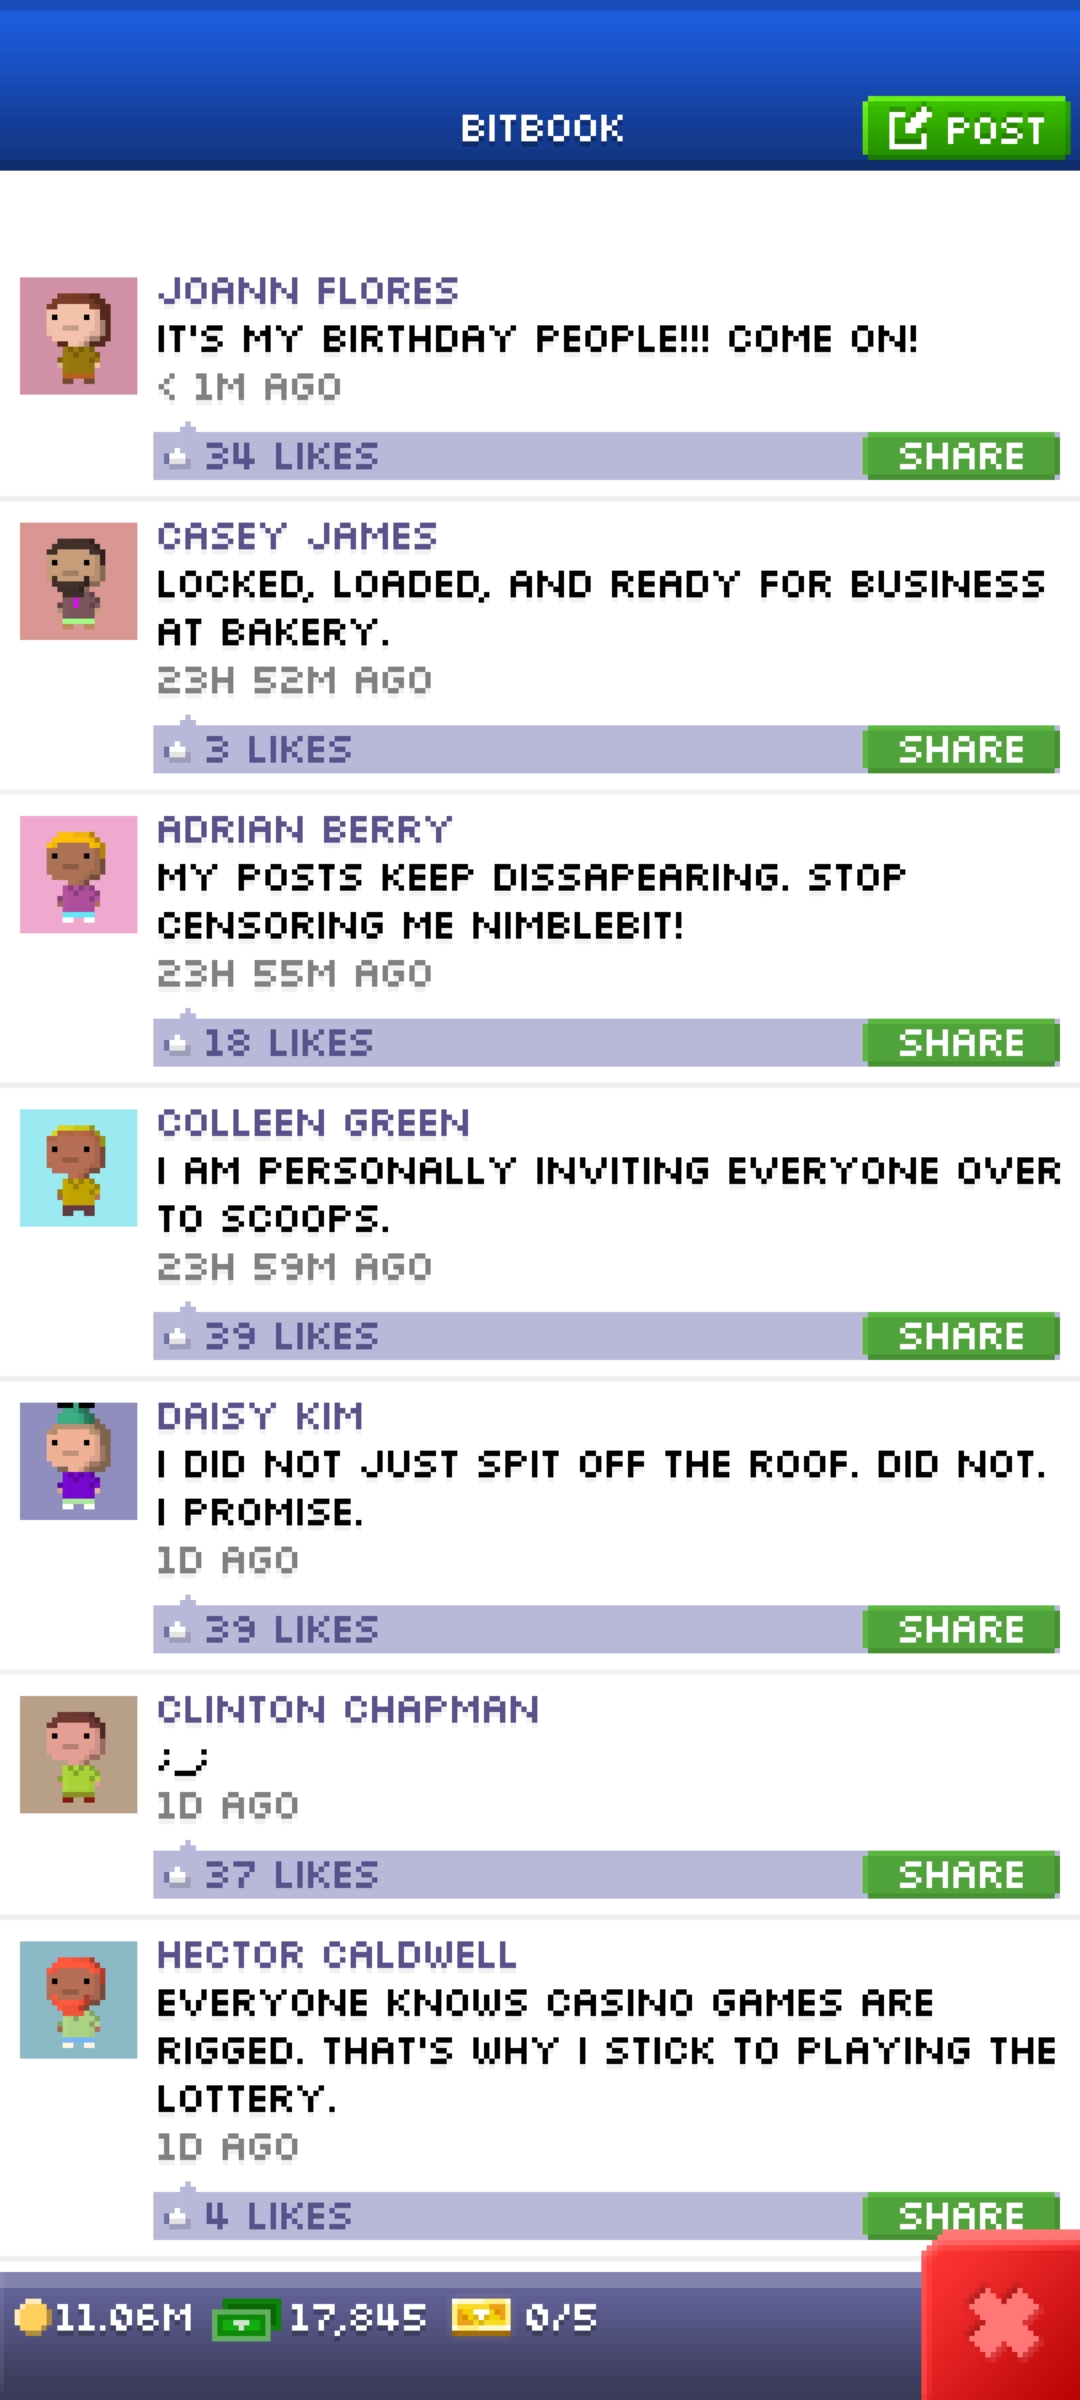 BITBOOK
POST
JOANN FLORES
IT'S MY BIRTHDAY PEOPLE!!! COME ON!
< 1M AGO
34 LIKES
SHARE
CASEY JAMES
LOCKED, LOADED, AND READY FOR BUSINESS
AT BAKERY.
23H 52M AGO
3 LIKES
SHARE
ADRIAN BERRY
MY POSTS KEEP DISSAPEARING. STOP
CENSORING ME NIMBLEBIT!
23H 55M AGO
18 LIKES
SHARE
COLLEEN GREEN
I AM PERSONALLY INVITING EVERYONE OVER
TO SCOOPS.
23H 59M AGO
39 LIKES
SHARE
DAISY KIM
I DID NOT JUST SPIT OFF THE ROOF. DID NOT.
I PROMISE.
1D AGO
39 LIKES
SHARE
CLINTON CHAPMAN
;_;
1D AGO
37 LIKES
SHARE
HECTOR CALDWELL
EVERYONE KNOWS CASINO GAMES ARE
RIGGED. THAT'S WHY I STICK TO PLAYING THE
LOTTERY.
1D AGO
4 LIKES
SHARE
11.06M 17,845 0/5